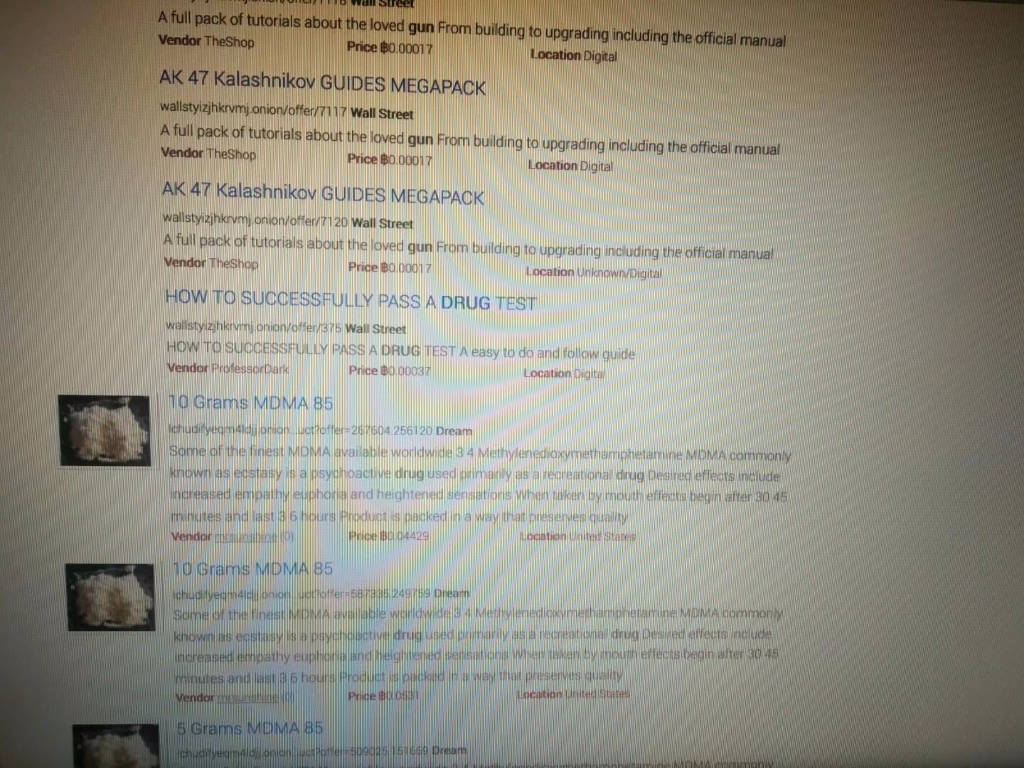 Wall Street
A full pack of tutorials about the loved gun From building to upgrading including the official manual
Vendor TheShop Price ฿0.00017 Location Digital
AK 47 Kalashnikov GUIDES MEGAPACK
wallstyizjhkrvmj.onion/offer/7117 Wall Street
A full pack of tutorials about the loved gun From building to upgrading including the official manual
Vendor TheShop Price ฿0.00017 Location Digital
AK 47 Kalashnikov GUIDES MEGAPACK
wallstyizjhkrvmj.onion/offer/7120 Wall Street
A full pack of tutorials about the loved gun From building to upgrading including the official manual
Vendor TheShop Price ฿0.00017 Location Unknown/Digital
HOW TO SUCCESSFULLY PASS A DRUG TEST
wallstyizjhkrvmj.onion/offer/375 Wall Street
HOW TO SUCCESSFULLY PASS A DRUG TEST A easy to do and follow guide
Vendor ProfessorDark Price ฿0.00037 Location Digital
10 Grams MDMA 85
lchudifyeqm4ldjj.onion...uct?offer=267604.256120 Dream
Some of the finest MDMA available worldwide 3 4 Methylenedioxymethamphetamine MDMA commonly
known as ecstasy is a psychoactive drug used primarily as a recreational drug Desired effects include
increased empathy euphoria and heightened sensations When taken by mouth effects begin after 30 45
minutes and last 3 6 hours Product is packed in a way that preserves quality
Vendor mrsunshine (0) Price ฿0.04429 Location United States
10 Grams MDMA 85
lchudifyeqm4ldjj.onion...uct?offer=587335.249759 Dream
Some of the finest MDMA available worldwide 3 4 Methylenedioxymethamphetamine MDMA commonly
known as ecstasy is a psychoactive drug used primarily as a recreational drug Desired effects include
increased empathy euphoria and heightened sensations When taken by mouth effects begin after 30 45
minutes and last 3 6 hours Product is packed in a way that preserves quality
Vendor mrsunshine (0) Price ฿0.0531 Location United States
5 Grams MDMA 85
lchudifyeqm4ldjj.onion...uct?offer=509025.151669 Dream